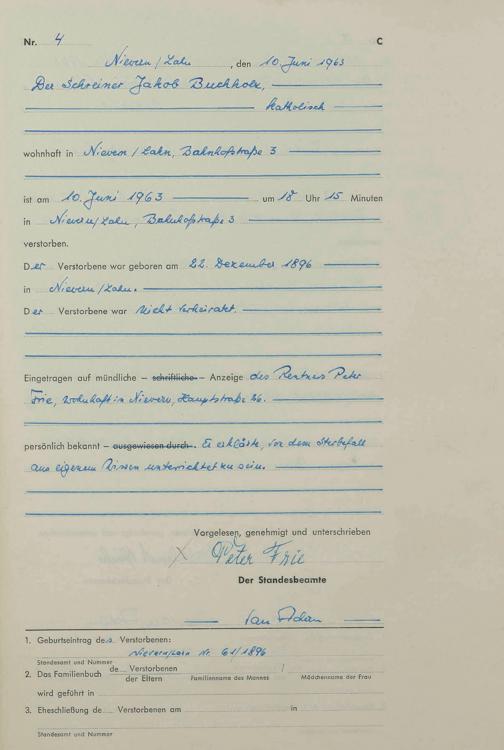 Nr. 4 C
Nievern/Lahn, den 10. Juni 1963
Der Schreiner Jakob Buchholz,
katholisch
wohnhaft in Nievern/Lahn, Bahnhofstraße 3
ist am 10. Juni 1963 um 18 Uhr 15 Minuten
in Nievern/Lahn, Bahnhofstraße 3
verstorben.
Der Verstorbene war geboren am 22. Dezember 1896
in Nievern/Lahn.
Der Verstorbene war nicht verheiratet.
Eingetragen auf mündliche – schriftliche – Anzeige des Rentners Peter
Frie, wohnhaft in Nievern, Hauptstraße 36.
persönlich bekannt – ausgewiesen durch. Er erklärte, von dem Sterbefall
aus eigenem Wissen unterrichtet zu sein.
Vorgelesen, genehmigt und unterschrieben
X Peter Frie
Der Standesbeamte
1. Geburtseintrag des Verstorbenen:
Nievern/Lahn Nr. 61/1896
Standesamt und Nummer
2. Das Familienbuch de Verstorbenen
der Eltern Familienname des Mannes / Mädchenname der Frau
wird geführt in
3. Eheschließung de Verstorbenen am in
Standesamt und Nummer